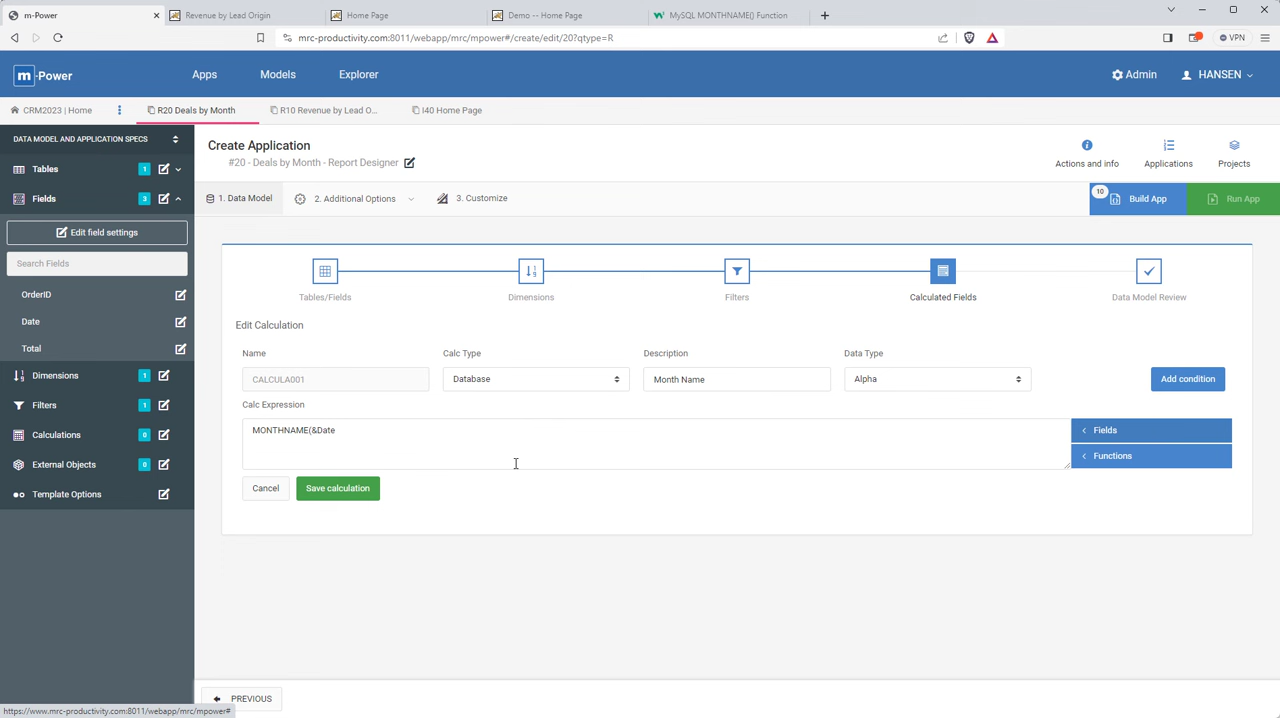 m-Power
Revenue by Lead Origin
Home Page
Demo -- Home Page
MySQL MONTHNAME() Function
mrc-productivity.com:8011/webapp/mrc/mpower#/create/edit/20?qtype=R
VPN
m -Power
Apps
Models
Explorer
Admin
HANSEN
CRM2023 | Home
R20 Deals by Month
R10 Revenue by Lead O...
I40 Home Page
DATA MODEL AND APPLICATION SPECS
Tables
1
Fields
3
Edit field settings
Search Fields
OrderID
Date
Total
Dimensions
1
Filters
1
Calculations
0
External Objects
0
Template Options
Create Application
#20 - Deals by Month - Report Designer
Actions and info
Applications
Projects
1. Data Model
2. Additional Options
3. Customize
10
Build App
Run App
Tables/Fields
Dimensions
Filters
Calculated Fields
Data Model Review
Edit Calculation
Name
Calc Type
Description
Data Type
CALCULA001
Database
Month Name
Alpha
Add condition
Calc Expression
MONTHNAME(&Date
Fields
Functions
Cancel
Save calculation
PREVIOUS
https://www.mrc-productivity.com:8011/webapp/mrc/mpower#